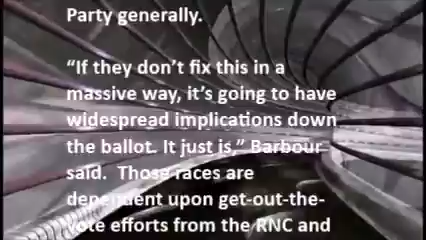 Party generally.
“If they don’t fix this in a
massive way, it’s going to have
widespread implications down
the ballot. It just is,” Barbour
said.  Those races are
dependent upon get-out-the-
vote efforts from the RNC and